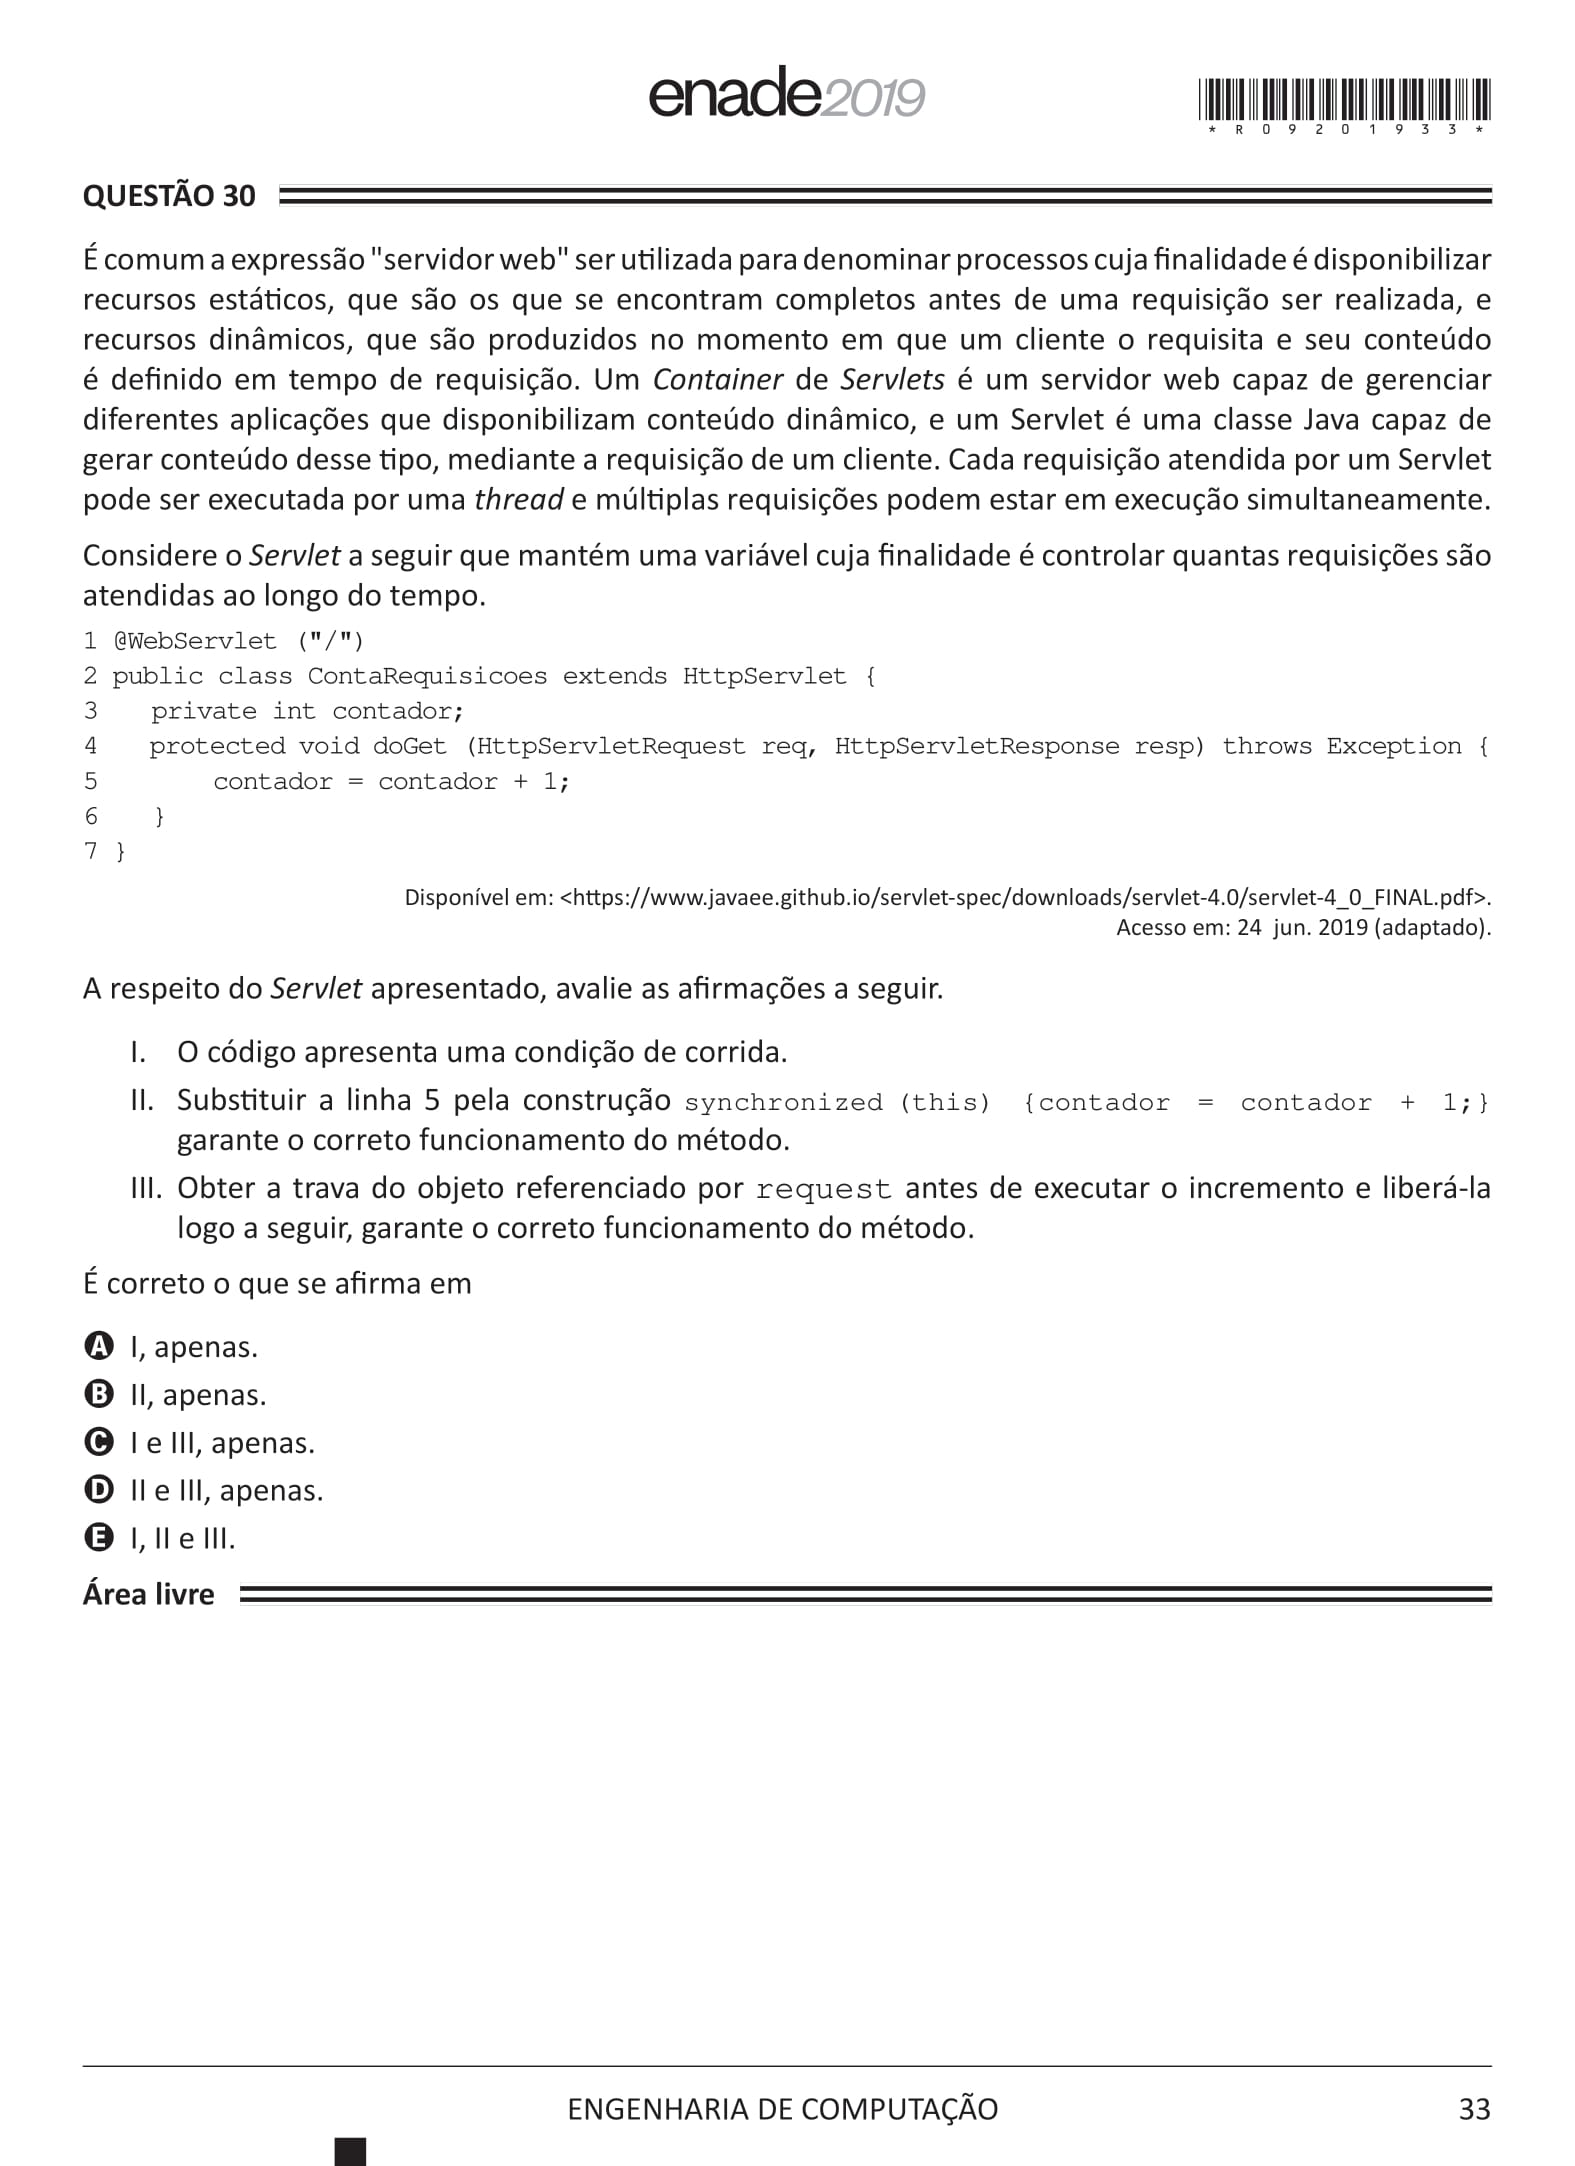 enade2019
* R 0 9 2 0 1 9 3 3 *
QUESTÃO 30
É comum a expressão "servidor web" ser utilizada para denominar processos cuja finalidade é disponibilizar
recursos estáticos, que são os que se encontram completos antes de uma requisição ser realizada, e
recursos dinâmicos, que são produzidos no momento em que um cliente o requisita e seu conteúdo
é definido em tempo de requisição. Um Container de Servlets é um servidor web capaz de gerenciar
diferentes aplicações que disponibilizam conteúdo dinâmico, e um Servlet é uma classe Java capaz de
gerar conteúdo desse tipo, mediante a requisição de um cliente. Cada requisição atendida por um Servlet
pode ser executada por uma thread e múltiplas requisições podem estar em execução simultaneamente.
Considere o Servlet a seguir que mantém uma variável cuja finalidade é controlar quantas requisições são
atendidas ao longo do tempo.
1 @WebServlet ("/")
2 public class ContaRequisicoes extends HttpServlet {
3    private int contador;
4    protected void doGet (HttpServletRequest req, HttpServletResponse resp) throws Exception {
5        contador = contador + 1;
6    }
7 }
Disponível em: <https://www.javaee.github.io/servlet-spec/downloads/servlet-4.0/servlet-4_0_FINAL.pdf>.
Acesso em: 24 jun. 2019 (adaptado).
A respeito do Servlet apresentado, avalie as afirmações a seguir.
I. O código apresenta uma condição de corrida.
II. Substituir a linha 5 pela construção synchronized (this) {contador = contador + 1;}
garante o correto funcionamento do método.
III. Obter a trava do objeto referenciado por request antes de executar o incremento e liberá-la
logo a seguir, garante o correto funcionamento do método.
É correto o que se afirma em
A I, apenas.
B II, apenas.
C I e III, apenas.
D II e III, apenas.
E I, II e III.
Área livre
ENGENHARIA DE COMPUTAÇÃO 33